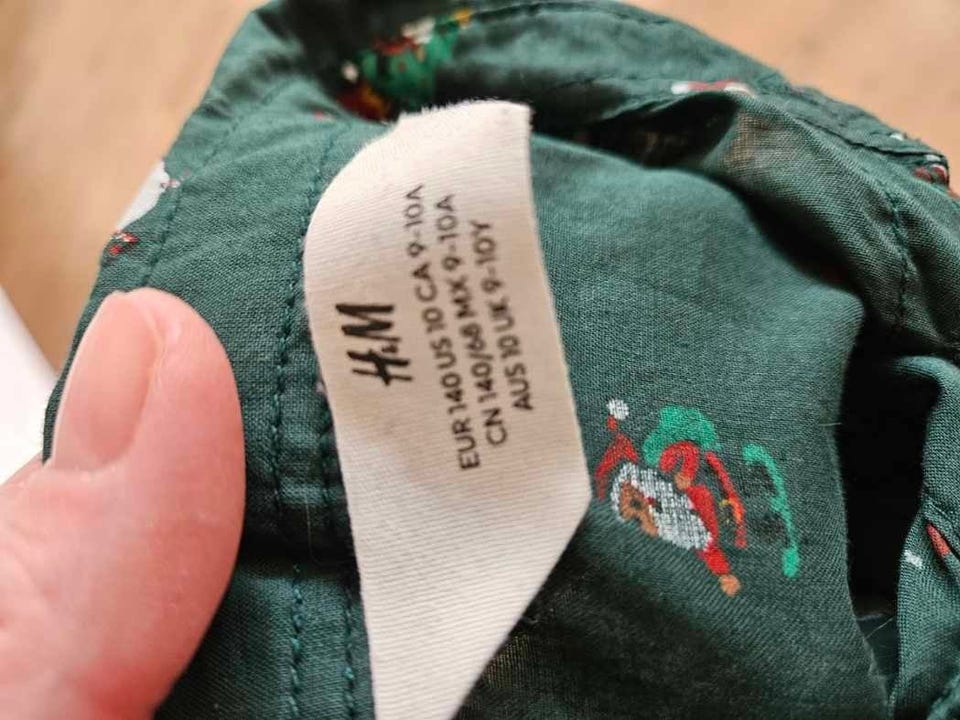 H&M
EUR 140 US 10 CA 9-10A
CN 140/68 MX 9-10A
AUS 10 UK 9-10Y